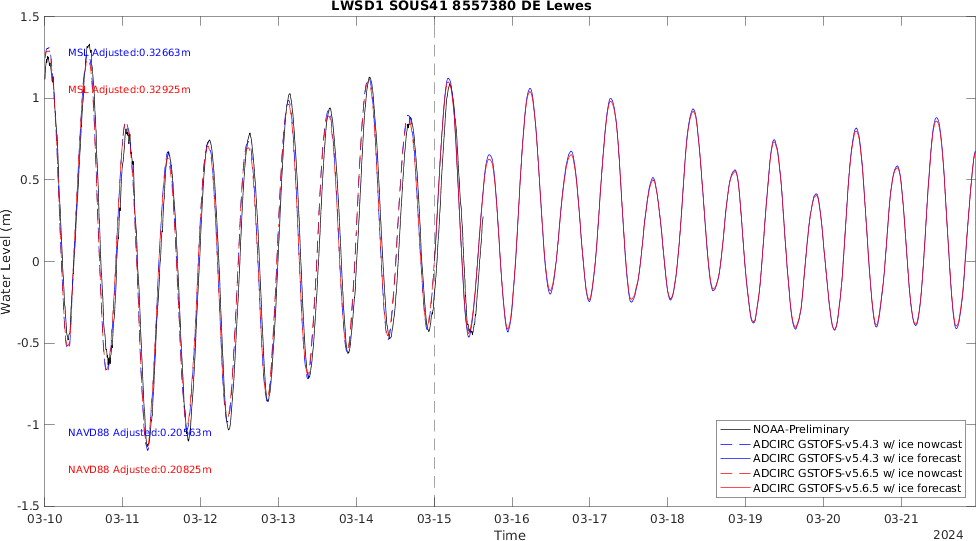 LWSD1 SOUS41 8557380 DE Lewes
1.5
1
0.5
0
-0.5
-1
-1.5
Water Level (m)
MSL Adjusted:0.32663m
MSL Adjusted:0.32925m
NAVD88 Adjusted:0.20563m
NAVD88 Adjusted:0.20825m
NOAA-Preliminary
ADCIRC GSTOFS-v5.4.3 w/ ice nowcast
ADCIRC GSTOFS-v5.4.3 w/ ice forecast
ADCIRC GSTOFS-v5.6.5 w/ ice nowcast
ADCIRC GSTOFS-v5.6.5 w/ ice forecast
03-10 03-11 03-12 03-13 03-14 03-15 03-16 03-17 03-18 03-19 03-20 03-21
Time
2024